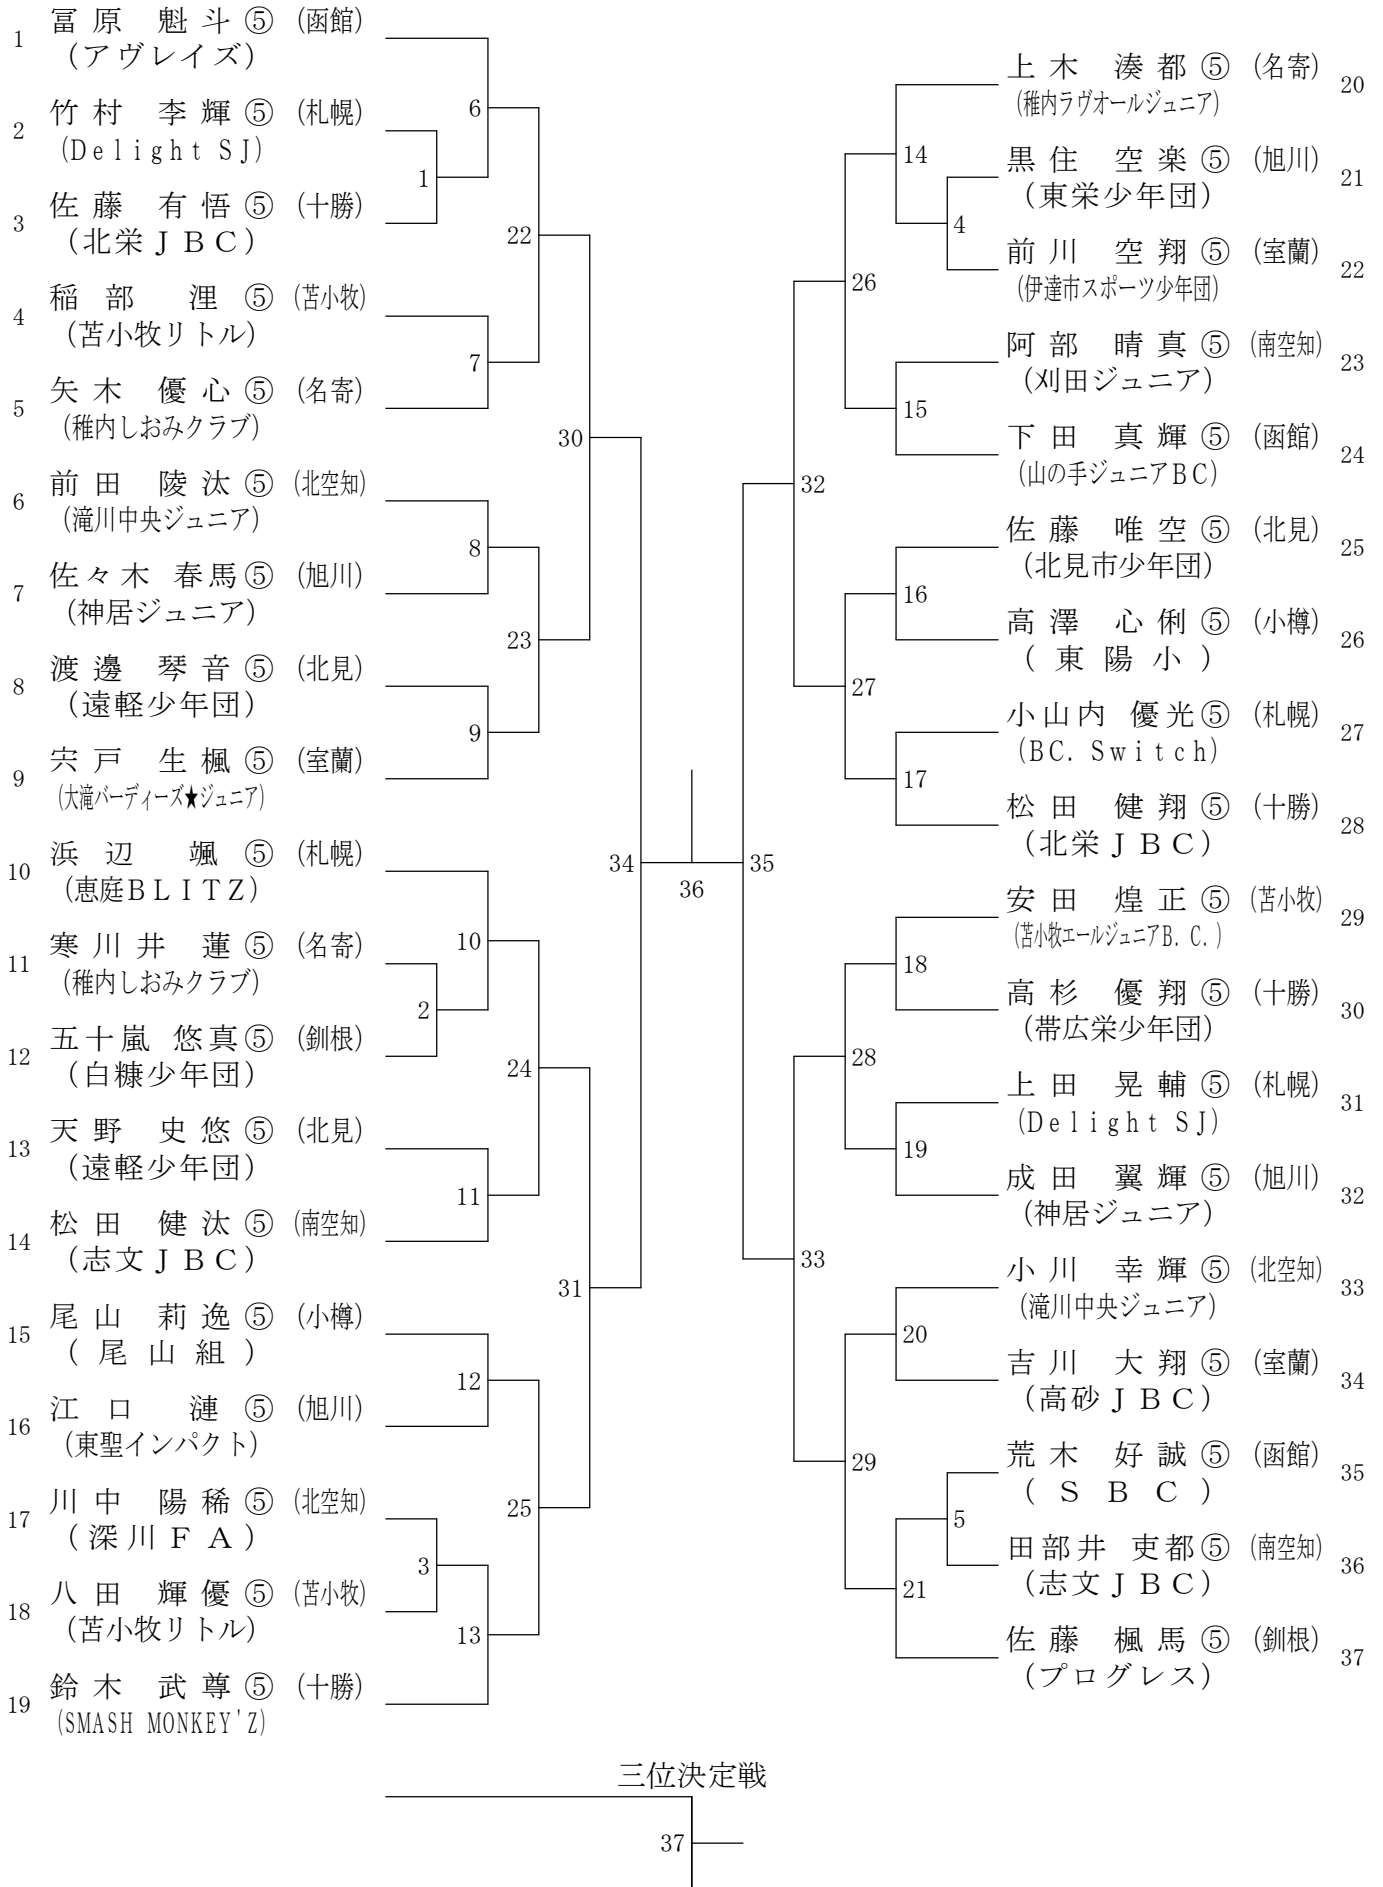 1 冨原 魁斗⑤ (函館)
(アヴレイズ)
2 竹村 李輝⑤ (札幌)
(Delight SJ)
3 佐藤 有悟⑤ (十勝)
(北栄ＪＢＣ)
4 稲部 浬⑤ (苫小牧)
(苫小牧リトル)
5 矢木 優心⑤ (名寄)
(稚内しおみクラブ)
6 前田 陵汰⑤ (北空知)
(滝川中央ジュニア)
7 佐々木 春馬⑤ (旭川)
(神居ジュニア)
8 渡邊 琴音⑤ (北見)
(遠軽少年団)
9 宍戸 生楓⑤ (室蘭)
(大滝バーディーズ★ジュニア)
10 浜辺 颯⑤ (札幌)
(恵庭ＢＬＩＴＺ)
11 寒川井 蓮⑤ (名寄)
(稚内しおみクラブ)
12 五十嵐 悠真⑤ (釧根)
(白糠少年団)
13 天野 史悠⑤ (北見)
(遠軽少年団)
14 松田 健汰⑤ (南空知)
(志文ＪＢＣ)
15 尾山 莉逸⑤ (小樽)
(尾山組)
16 江口 漣⑤ (旭川)
(東聖インパクト)
17 川中 陽稀⑤ (北空知)
(深川ＦＡ)
18 八田 輝優⑤ (苫小牧)
(苫小牧リトル)
19 鈴木 武尊⑤ (十勝)
(SMASH MONKEY'Z)
1
2
3
6
7
8
9
10
11
12
13
22
23
24
25
30
31
34
36
35
32
33
26
27
28
29
14
15
16
17
18
19
20
21
4
5
上木 湊都⑤ (名寄) 20
(稚内ラヴオールジュニア)
黒住 空楽⑤ (旭川) 21
(東栄少年団)
前川 空翔⑤ (室蘭) 22
(伊達市スポーツ少年団)
阿部 晴真⑤ (南空知) 23
(刈田ジュニア)
下田 真輝⑤ (函館) 24
(山の手ジュニアＢＣ)
佐藤 唯空⑤ (北見) 25
(北見市少年団)
高澤 心俐⑤ (小樽) 26
(東陽小)
小山内 優光⑤ (札幌) 27
(BC. Switch)
松田 健翔⑤ (十勝) 28
(北栄ＪＢＣ)
安田 煌正⑤ (苫小牧) 29
(苫小牧エールジュニアB. C. )
高杉 優翔⑤ (十勝) 30
(帯広栄少年団)
上田 晃輔⑤ (札幌) 31
(Delight SJ)
成田 翼輝⑤ (旭川) 32
(神居ジュニア)
小川 幸輝⑤ (北空知) 33
(滝川中央ジュニア)
吉川 大翔⑤ (室蘭) 34
(高砂ＪＢＣ)
荒木 好誠⑤ (函館) 35
(ＳＢＣ)
田部井 吏都⑤ (南空知) 36
(志文ＪＢＣ)
佐藤 楓馬⑤ (釧根) 37
(プログレス)
三位決定戦
37